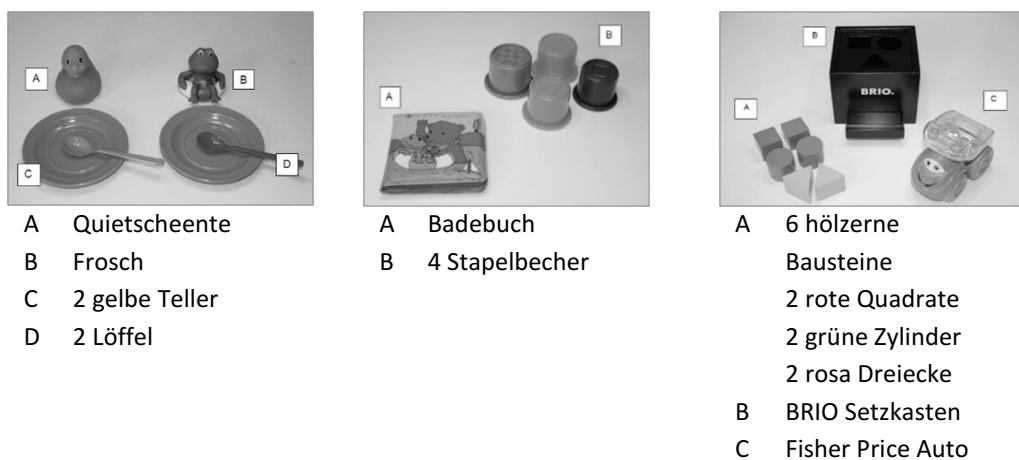 A
B
C
D
A Quietscheente
B Frosch
C 2 gelbe Teller
D 2 Löffel
B
A
A Badebuch
B 4 Stapelbecher
B
BRIO.
A
C
A 6 hölzerne
Bausteine
2 rote Quadrate
2 grüne Zylinder
2 rosa Dreiecke
B BRIO Setzkasten
C Fisher Price Auto